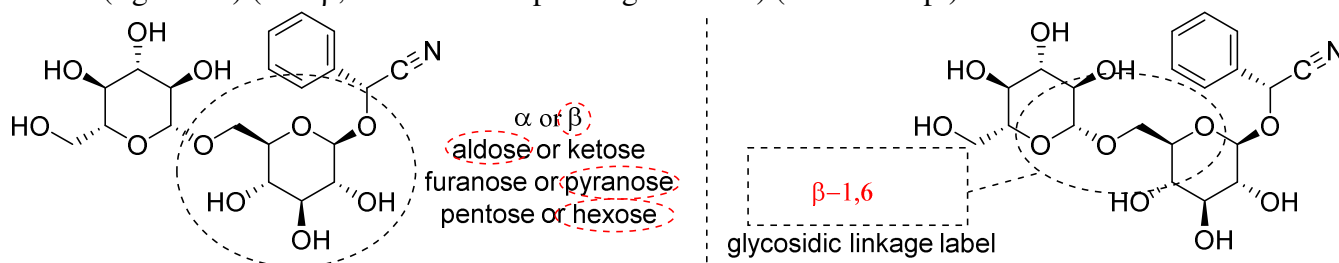 HO
N
HO
OH
C
HO
O
O
O
O
HO
OH
OH
α or β
aldose or ketose
furanose or pyranose
pentose or hexose
OH
N
HO
OH
C
HO
O
O
O
O
HO
OH
OH
β−1,6
glycosidic linkage label